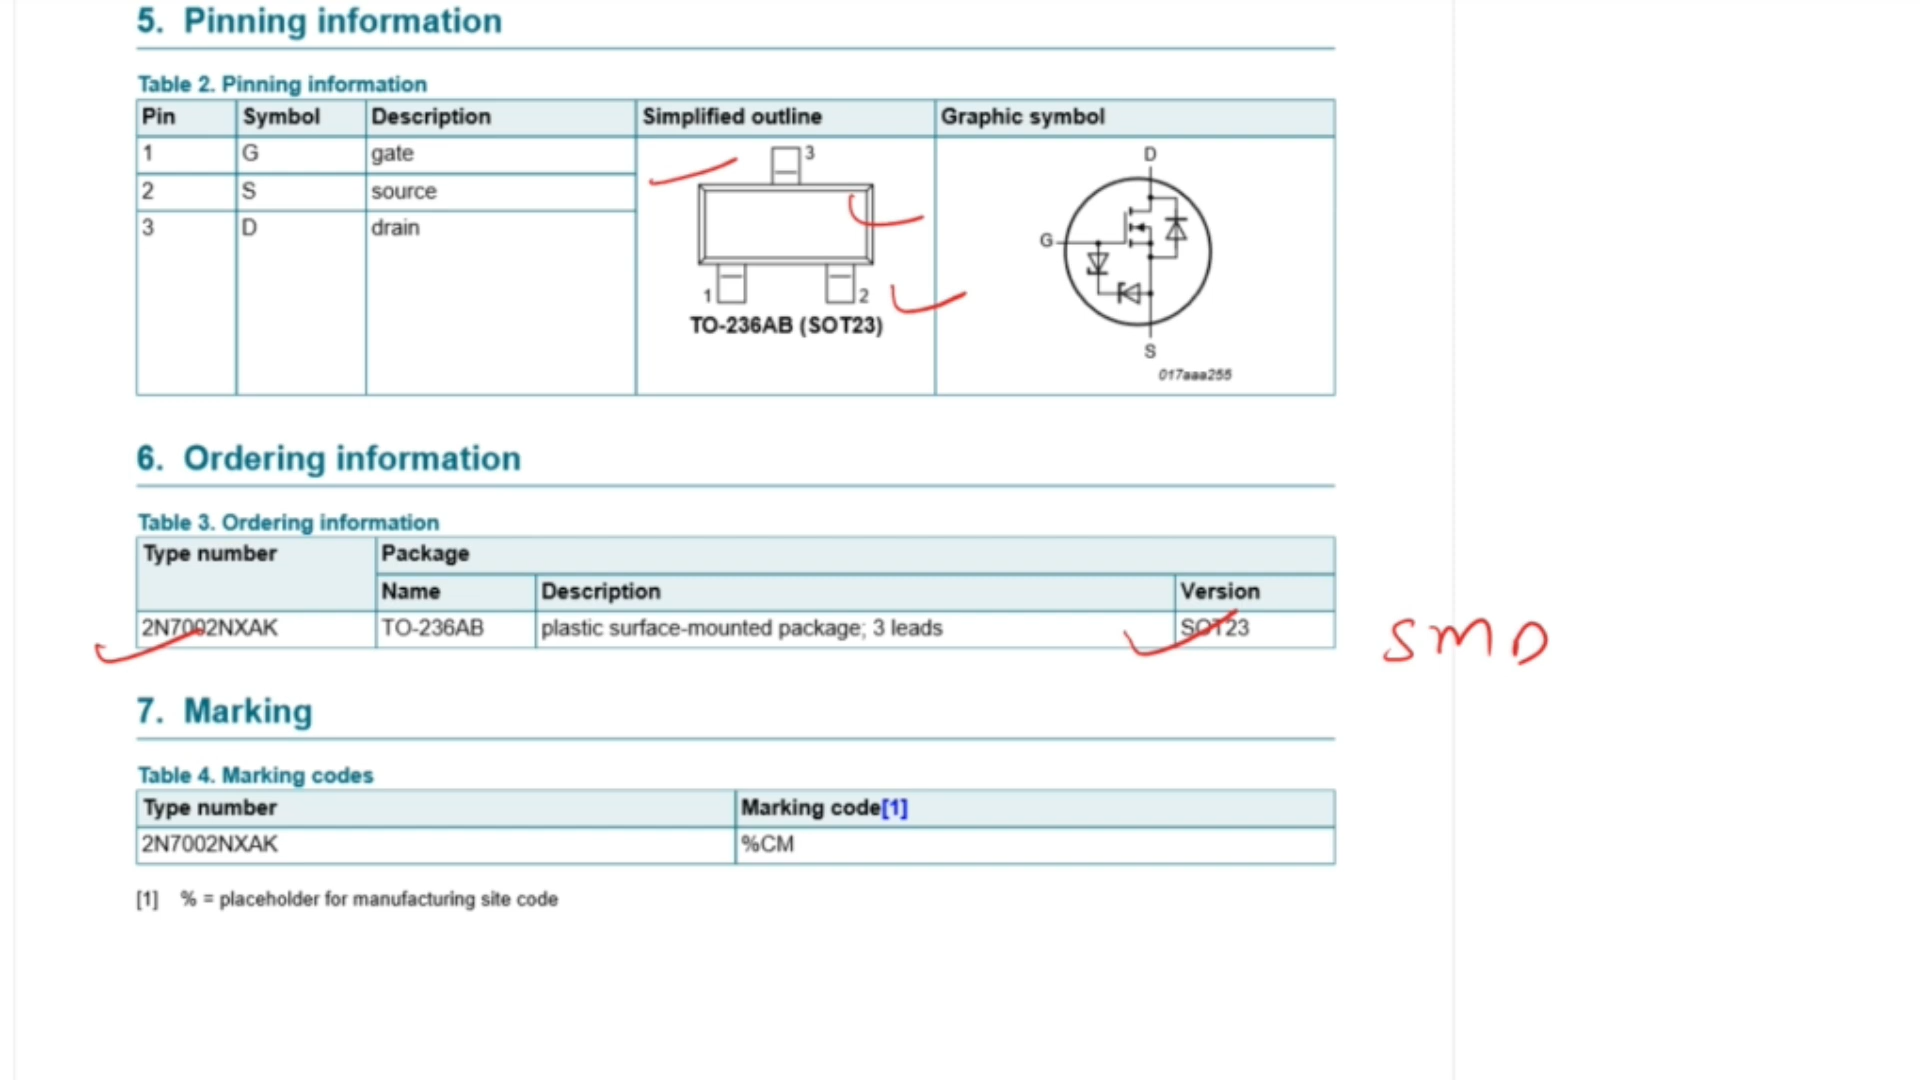 5. Pinning information
Table 2. Pinning information
Pin Symbol Description Simplified outline Graphic symbol
1 G gate
2 S source
3 D drain
3
1 2
TO-236AB (SOT23)
D
G
S
017aaa255
6. Ordering information
Table 3. Ordering information
Type number Package
Name Description Version
2N7002NXAK TO-236AB plastic surface-mounted package; 3 leads SOT23
SMD
7. Marking
Table 4. Marking codes
Type number Marking code[1]
2N7002NXAK %CM
[1] % = placeholder for manufacturing site code